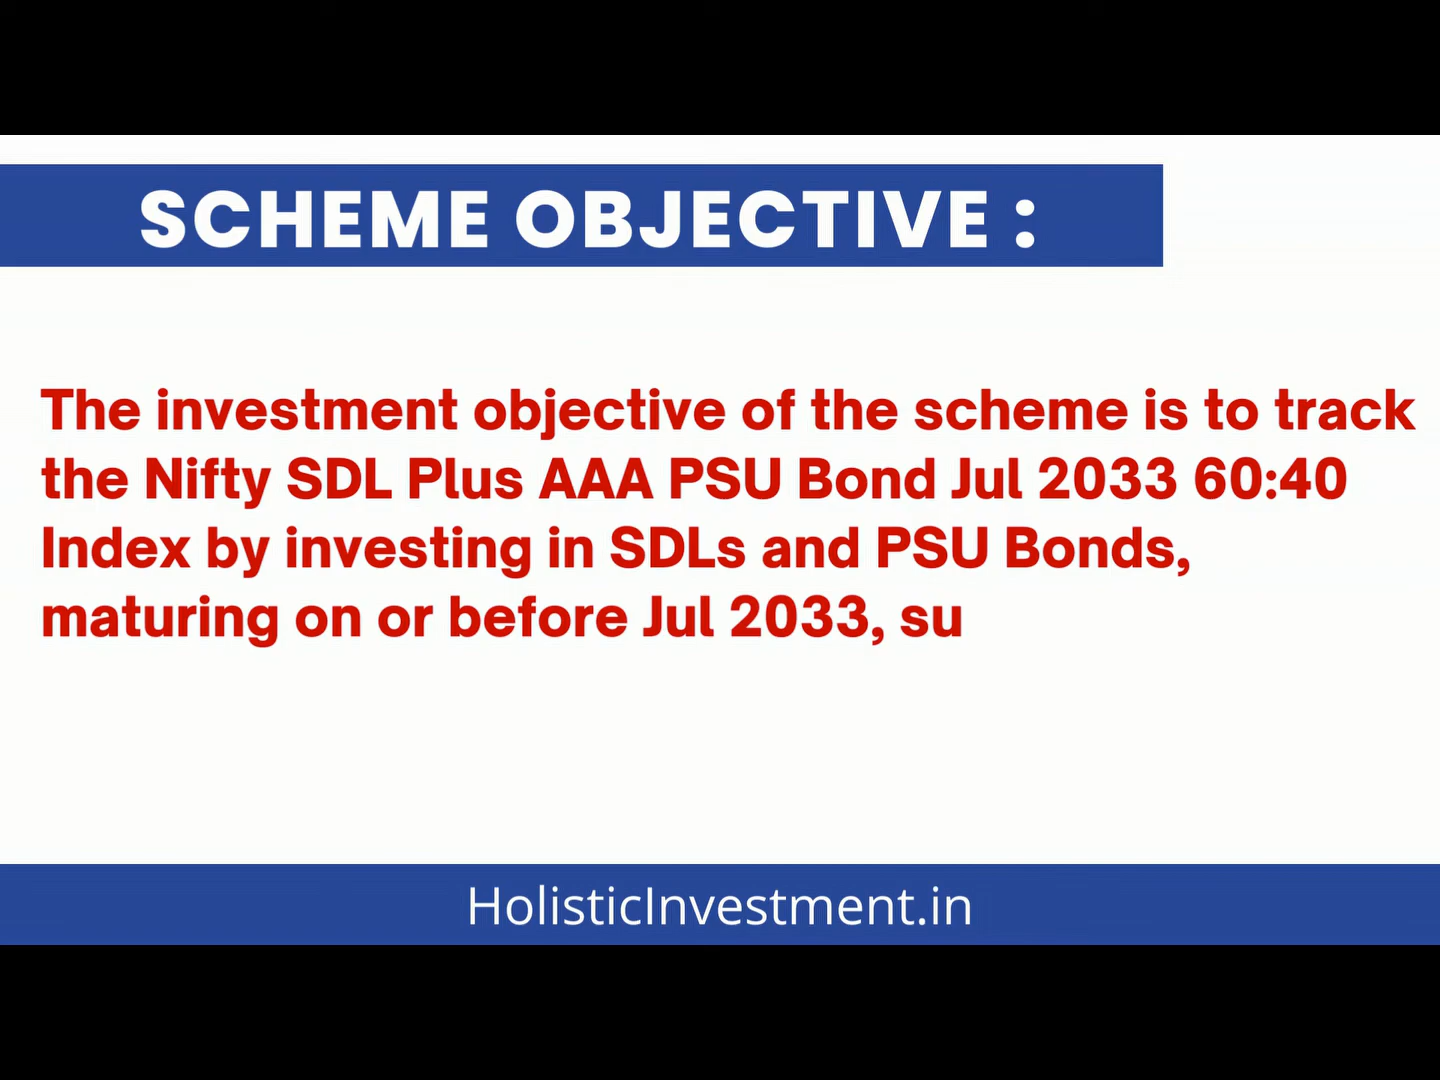 SCHEME OBJECTIVE :
The investment objective of the scheme is to track
the Nifty SDL Plus AAA PSU Bond Jul 2033 60:40
Index by investing in SDLs and PSU Bonds,
maturing on or before Jul 2033, su
HolisticInvestment.in